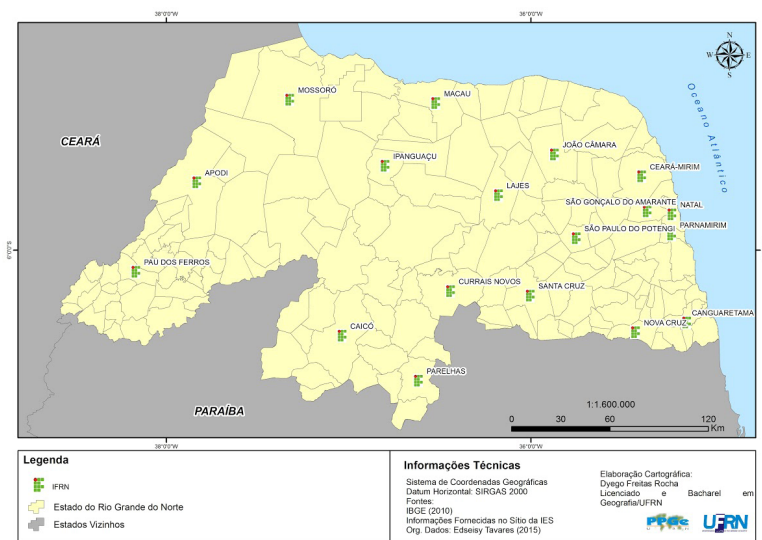 38°0'0"W
36°0'0"W
N
W
E
S
Oceano Atlântico
MOSSORÓ
MACAU
CEARÁ
JOÃO CÂMARA
IPANGUAÇU
CEARÁ-MIRIM
APODI
LAJES
SÃO GONÇALO DO AMARANTE
NATAL
SÃO PAULO DO POTENGI
PARNAMIRIM
6°0'0"S
PAU DOS FERROS
CURRAIS NOVOS
SANTA CRUZ
CANGUARETAMA
CAICÓ
NOVA CRUZ
PARELHAS
PARAÍBA
1:1.600.000
0 30 60 120
Km
36°0'0"W
36°0'0"W
Legenda
IFRN
Estado do Rio Grande do Norte
Estados Vizinhos
Informações Técnicas
Sistema de Coordenadas Geográficas
Datum Horizontal: SIRGAS 2000
Fontes:
IBGE (2010)
Informações Fornecidas no Sítio da IES
Org. Dados: Edseisy Tavares (2015)
Elaboração Cartográfica:
Dyego Freitas Rocha
Licenciado e Bacharel em
Geografia/UFRN
PPGe
UFRN